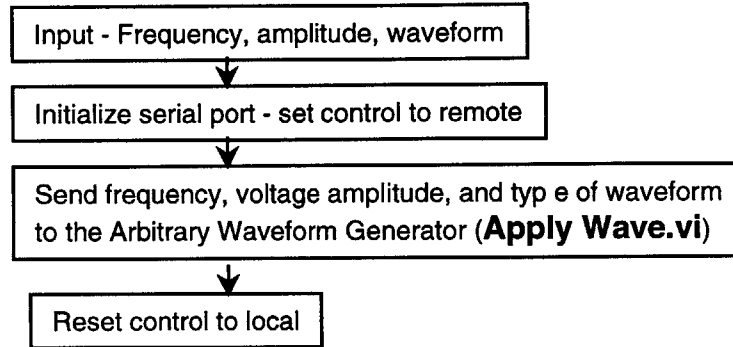 Input - Frequency, amplitude, waveform
Initialize serial port - set control to remote
Send frequency, voltage amplitude, and typ e of waveform
to the Arbitrary Waveform Generator (Apply Wave.vi)
Reset control to local